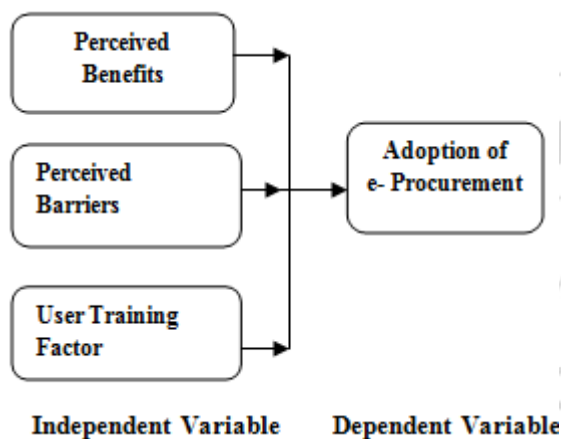 Perceived
Benefits
Perceived
Barriers
Adoption of
e- Procurement
User Training
Factor
Independent Variable
Dependent Variable